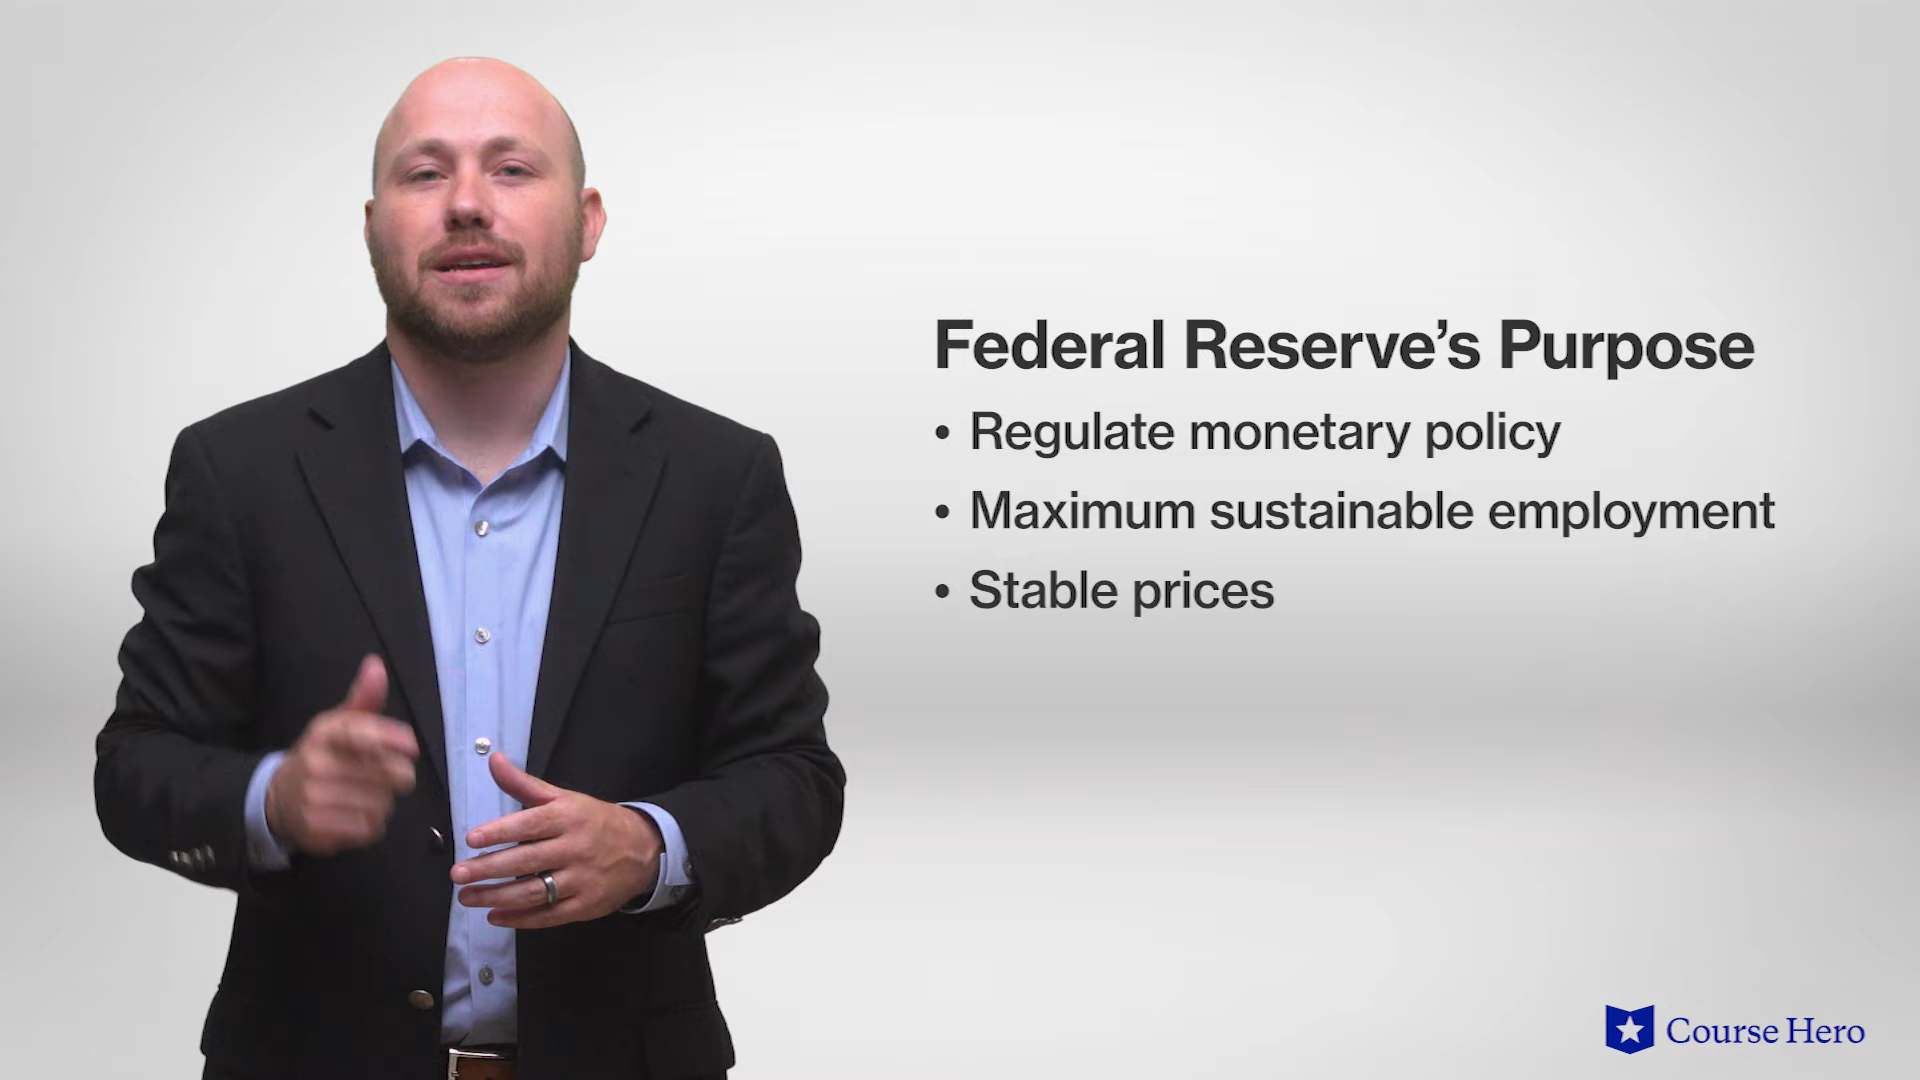 Federal Reserve’s Purpose
• Regulate monetary policy
• Maximum sustainable employment
• Stable prices
Course Hero